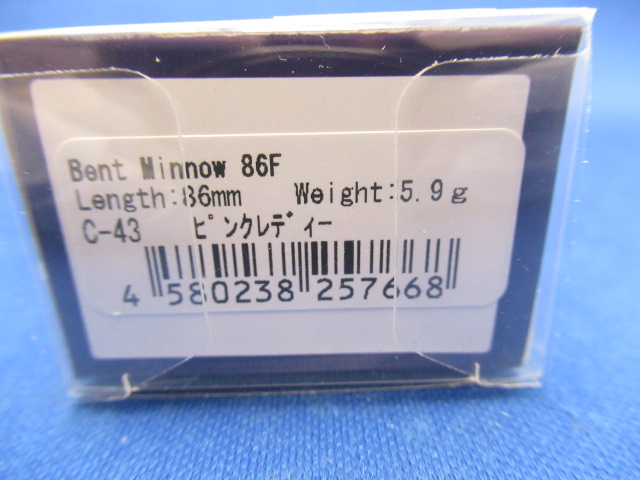 Bent Minnow 86F
Length:86mm Weight:5.9g
C-43 ﾋﾟﾝｸﾚﾃﾞｨｰ
4 580238 257668